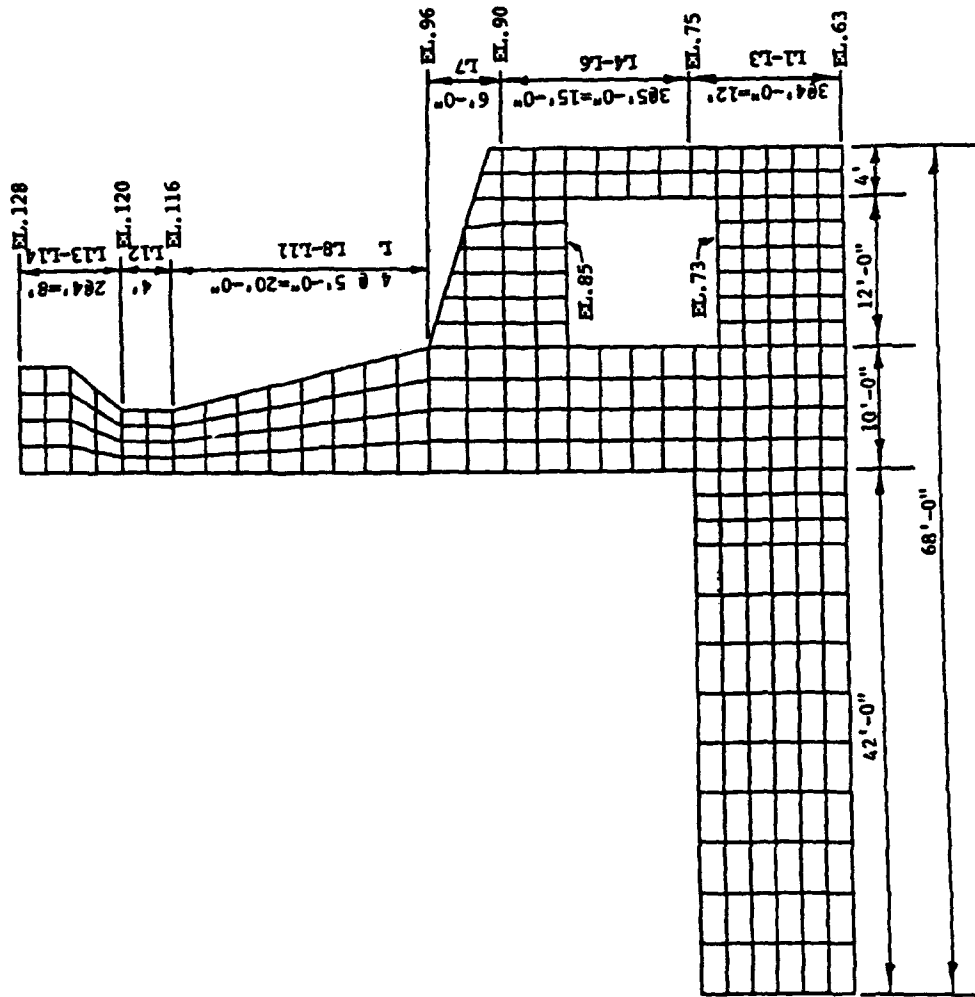 EL.128
EL.120
EL.116
L13-L14
2@4'=8'
L12
4'
L8-L11
L
4 @ 5'-0"=20'-0"
EL.96
EL.90
EL.75
EL.63
L7
6'-0"
L4-L6
3@5'-0"=15'-0"
L1-L3
3@4'-0"=12'
EL.85
EL.73
4'
12'-0"
10'-0"
42'-0"
68'-0"